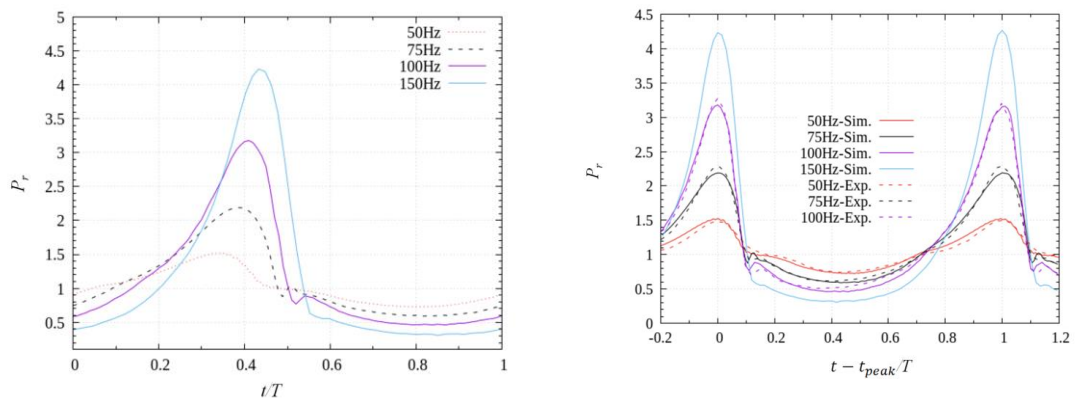 5
4.5
4
3.5
3
2.5
2
1.5
1
0.5
P_r
50Hz
75Hz
100Hz
150Hz
0
0.2
0.4
0.6
0.8
1
t/T
4.5
4
3.5
3
2.5
2
1.5
1
0.5
0
P_r
50Hz-Sim.
75Hz-Sim.
100Hz-Sim.
150Hz-Sim.
50Hz-Exp.
75Hz-Exp.
100Hz-Exp.
-0.2
0
0.2
0.4
0.6
0.8
1
1.2
t − t_peak/T